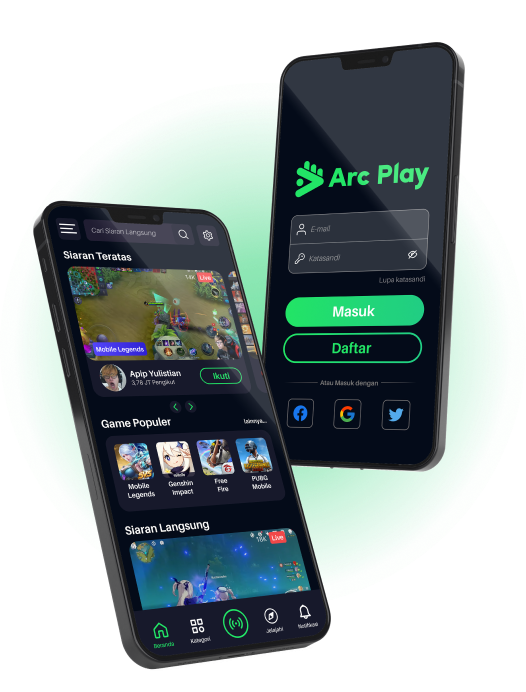 Arc Play
E-mail
Katasandi
Lupa katasandi
Masuk
Daftar
Atau Masuk dengan
Cari Siaran Langsung
Siaran Teratas
14K Live
Mobile Legends
Apip Yulistian
3,78 JT Pengikut
Ikuti
Game Populer
lainnya...
Mobile Legends
Genshin Impact
Free Fire
PUBG Mobile
Siaran Langsung
18K Live
Beranda
Kategori
Jelajahi
Notifikasi